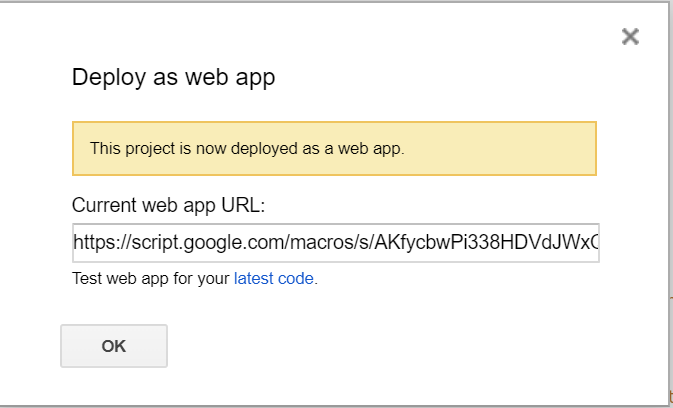 Deploy as web app
This project is now deployed as a web app.
Current web app URL:
https://script.google.com/macros/s/AKfycbwPi338HDVdJWxC
Test web app for your latest code.
OK